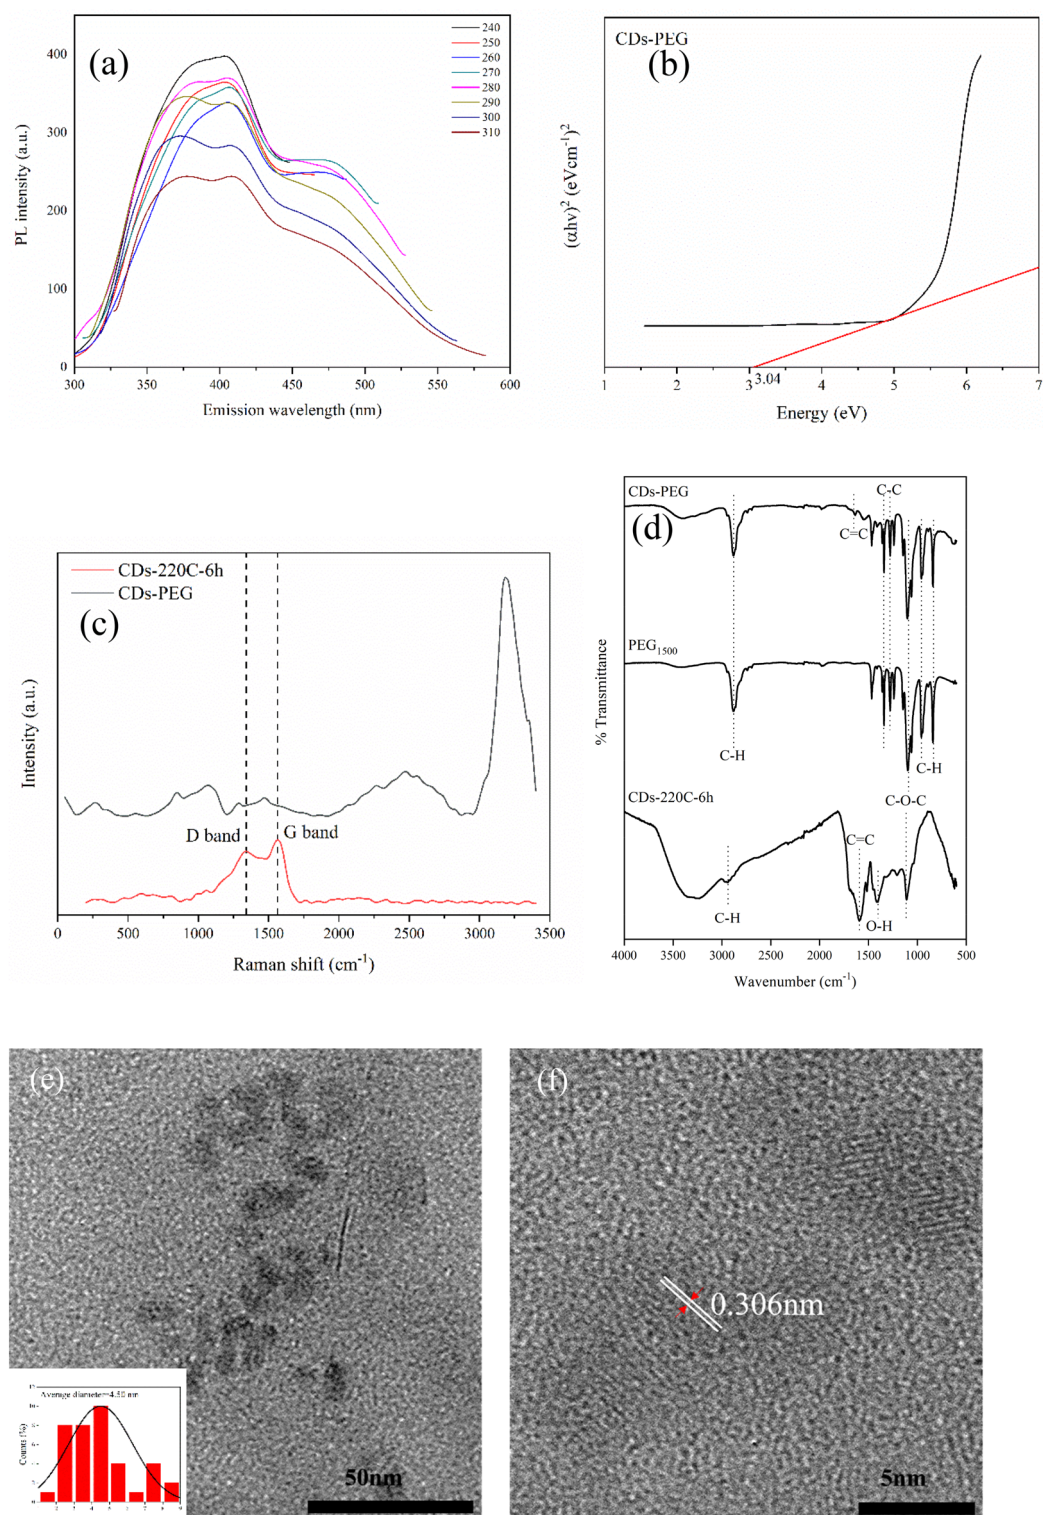 (a)
240
250
260
270
280
290
300
310
400
300
200
100
0
PL intensity (a.u.)
300
350
400
450
500
550
600
Emission wavelength (nm)
CDs-PEG
(b)
(αhν)² (eVcm⁻¹)²
3.04
1
2
3
4
5
6
7
Energy (eV)
CDs-220C-6h
CDs-PEG
(c)
Intensity (a.u.)
D band
G band
0
500
1000
1500
2000
2500
3000
3500
Raman shift (cm⁻¹)
CDs-PEG
(d)
C-C
C=C
PEG₁₅₀₀
% Transmittance
C-H
C-H
CDs-220C-6h
C-O-C
C=C
C-H
O-H
4000
3500
3000
2500
2000
1500
1000
500
Wavenumber (cm⁻¹)
(e)
Average diameter=4.50 nm
Counts (%)
50nm
(f)
0.306nm
5nm